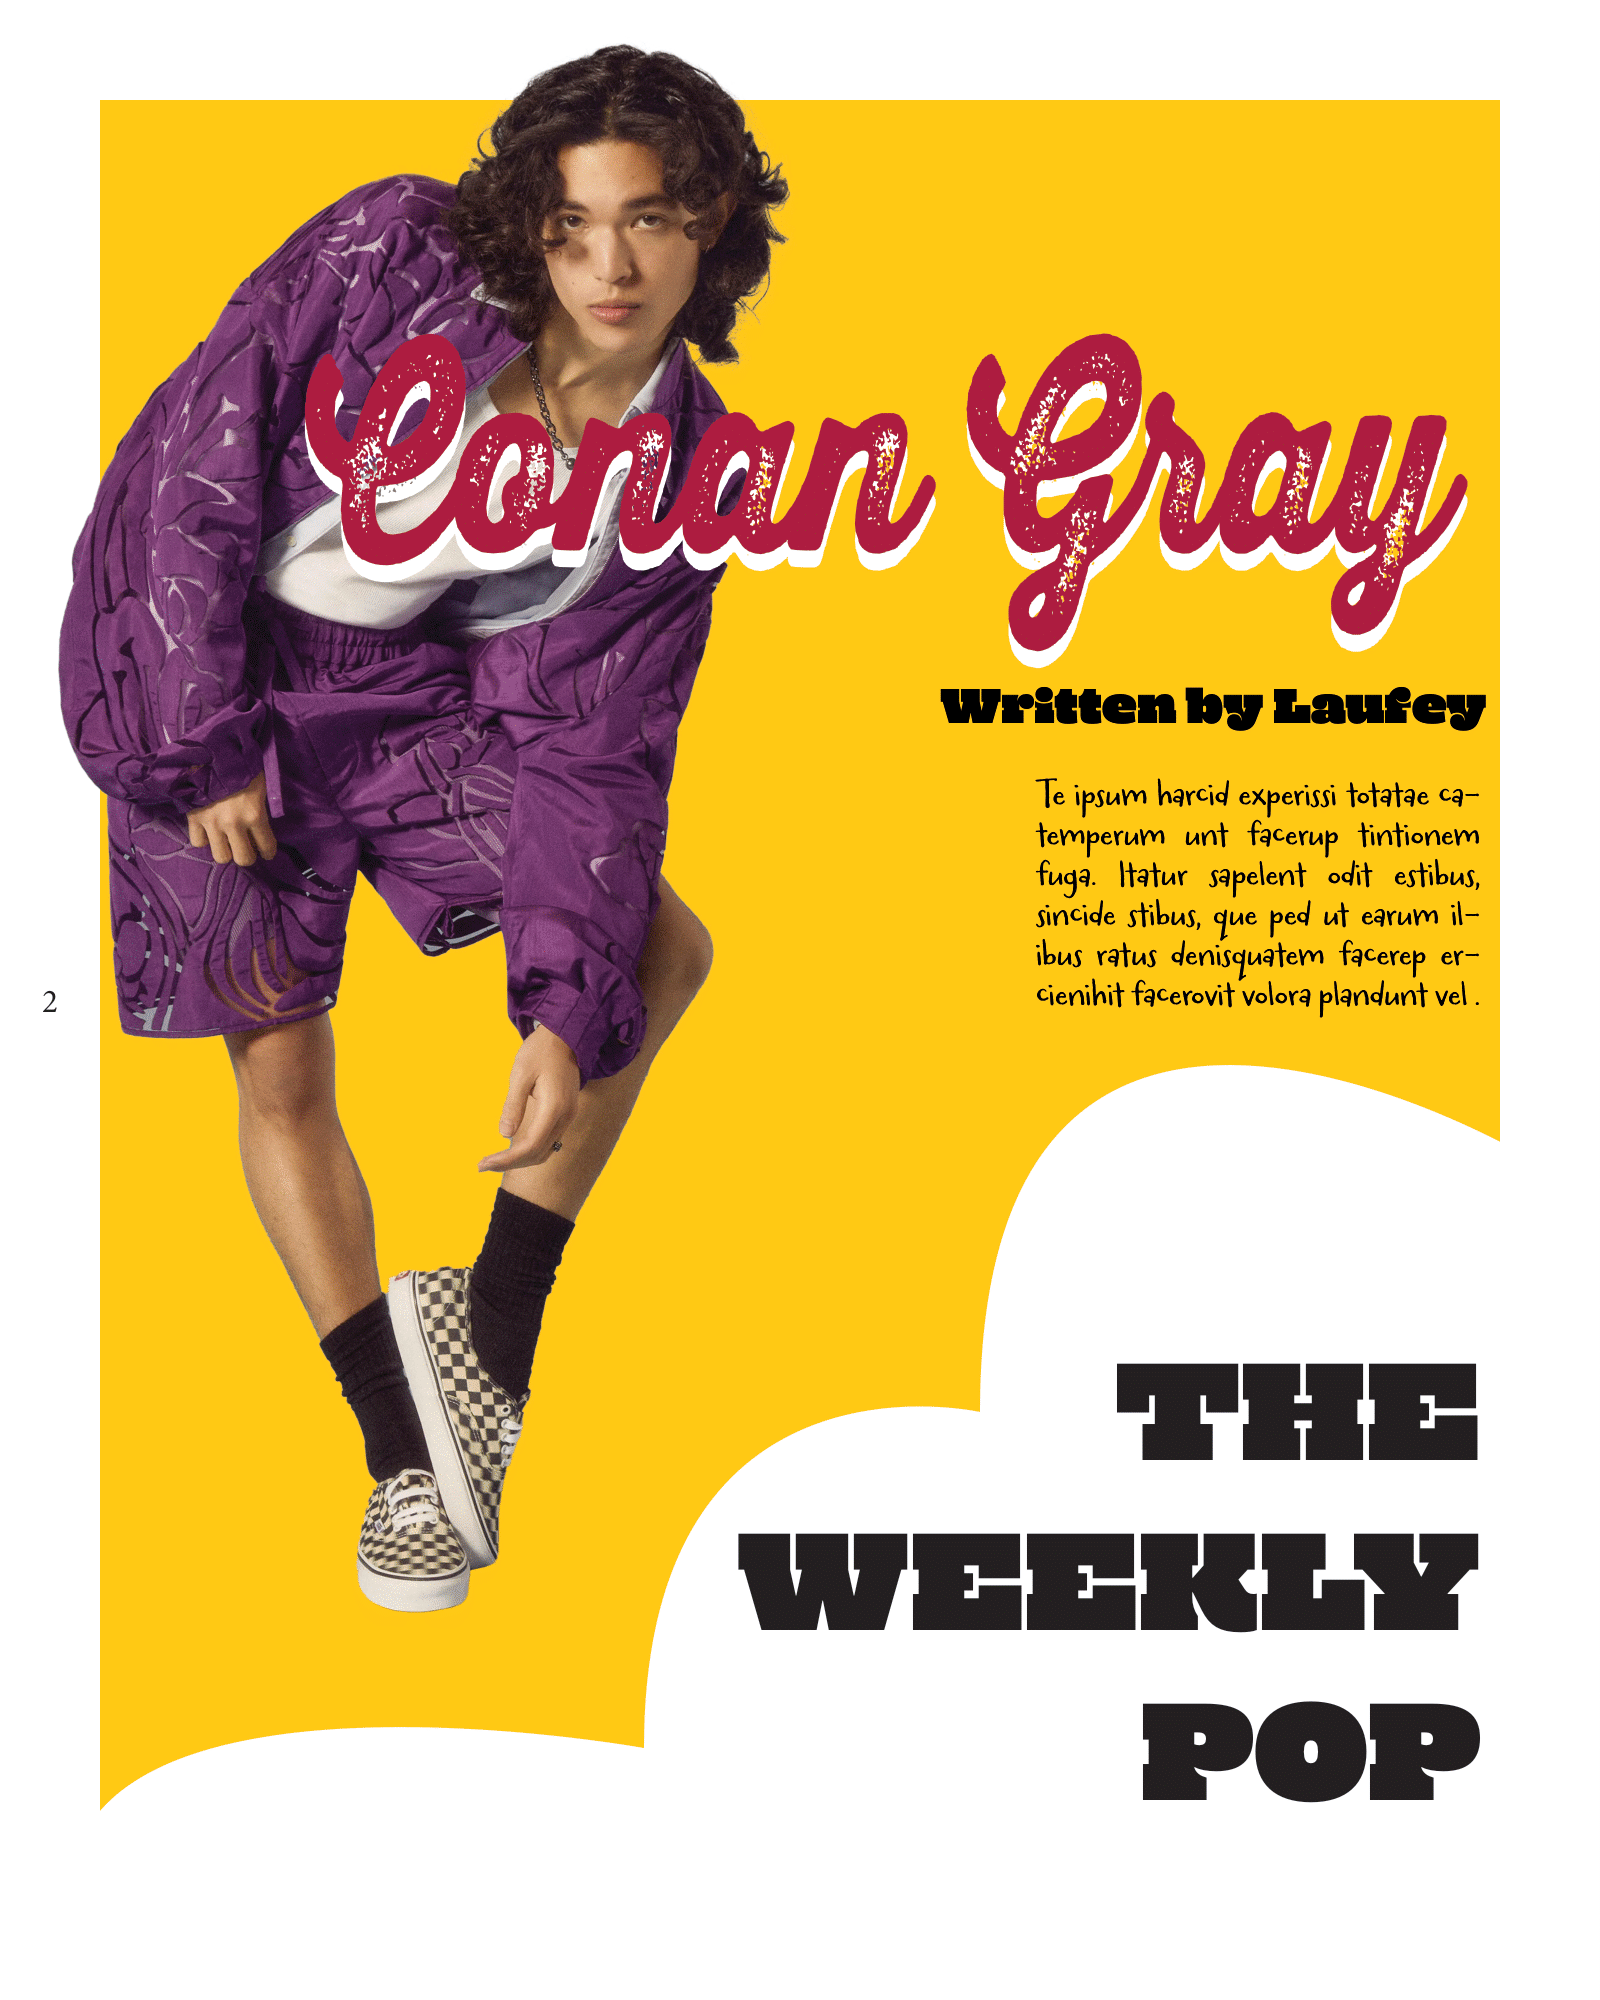 Conan Gray
Written by Laufey
Te ipsum harcid experissi totatae ca-
temperum unt facerup tintionem
fuga. Itatur sapelent odit estibus,
sincide stibus, que ped ut earum il-
ibus ratus denisquatem facerep er-
cienihit facerovit volora plandunt vel .
2
THE
WEEKLY
POP